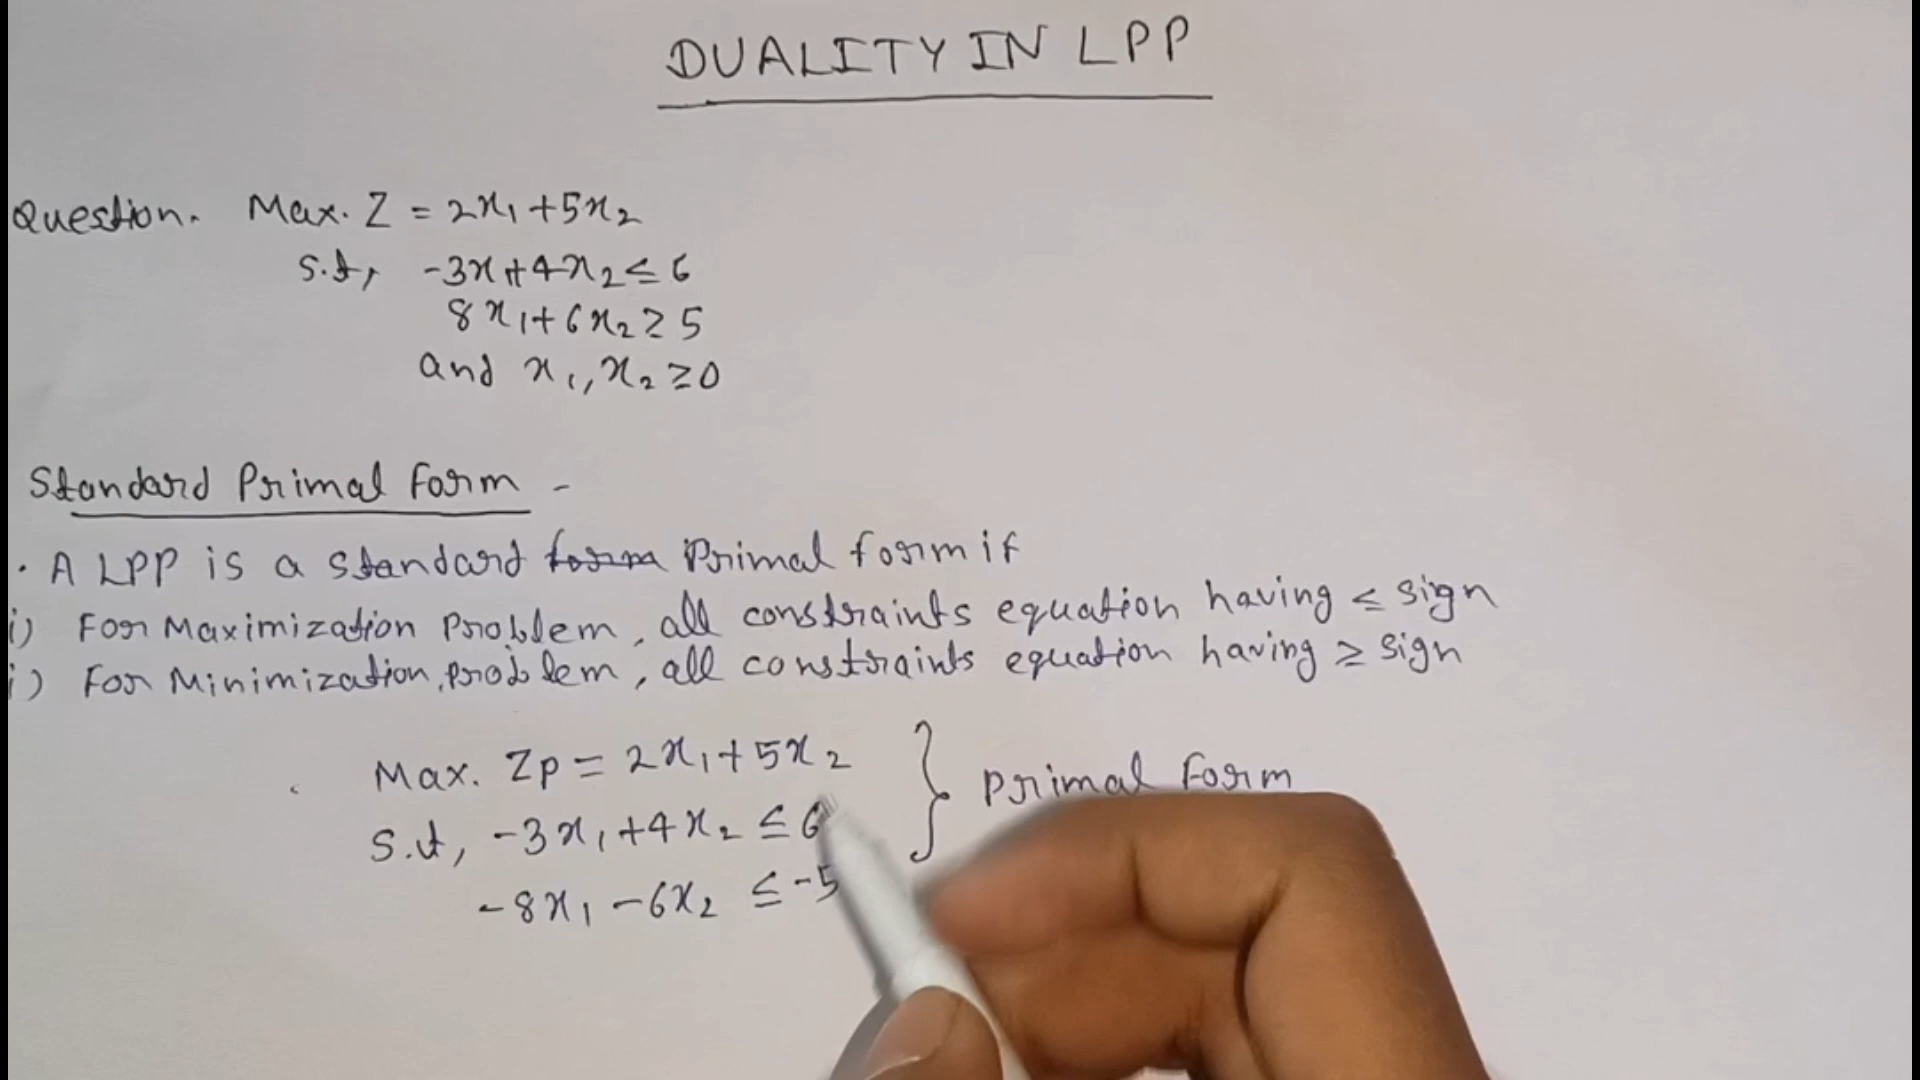 DUALITY IN LPP
Question. Max. Z = 2x₁+5x₂
s.t, -3x₁+4x₂ ≤ 6
8x₁+6x₂ ≥ 5
and x₁, x₂ ≥ 0
Standard Primal Form -
. A LPP is a standard form Primal form if
i) For Maximization Problem, all constraints equation having ≤ sign
i) For Minimization problem, all constraints equation having ≥ sign
Max. Zp = 2x₁+5x₂ } Primal Form
s.t, -3x₁+4x₂ ≤ 6
-8x₁-6x₂ ≤ -5